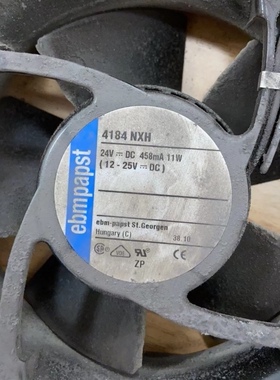 ebmpapst
4184 NXH
24V ⎓ DC 458mA 11W
(12-25V ⎓ DC)
ebm-papst St.Georgen
Hungary (C)
38.10
ZP
CE